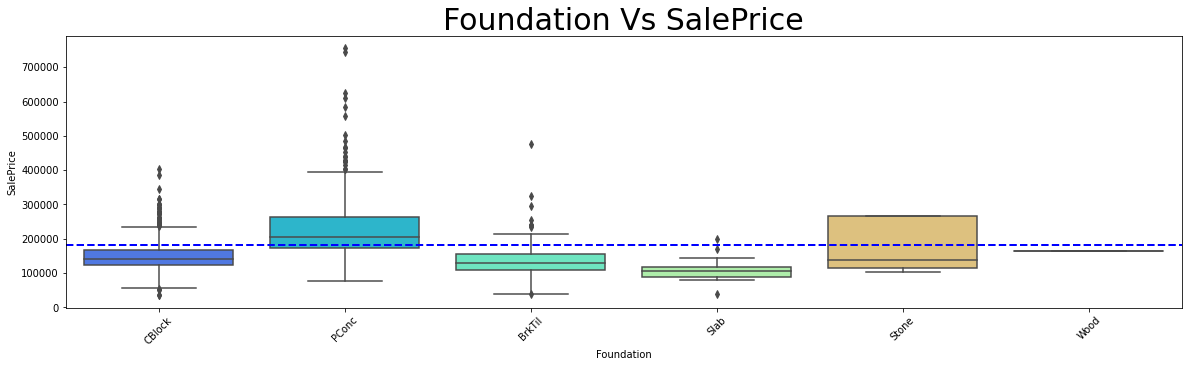 Foundation Vs SalePrice
700000
600000
500000
400000
300000
200000
100000
0
SalePrice
CBlock
PConc
BrkTil
Slab
Stone
Wood
Foundation